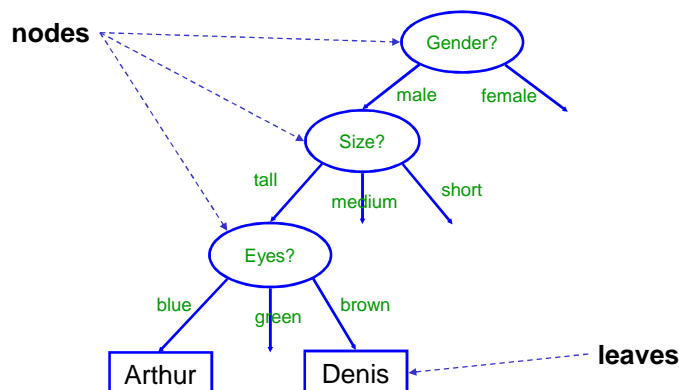 nodes
Gender?
male
female
Size?
tall
medium
short
Eyes?
blue
green
brown
leaves
Arthur
Denis